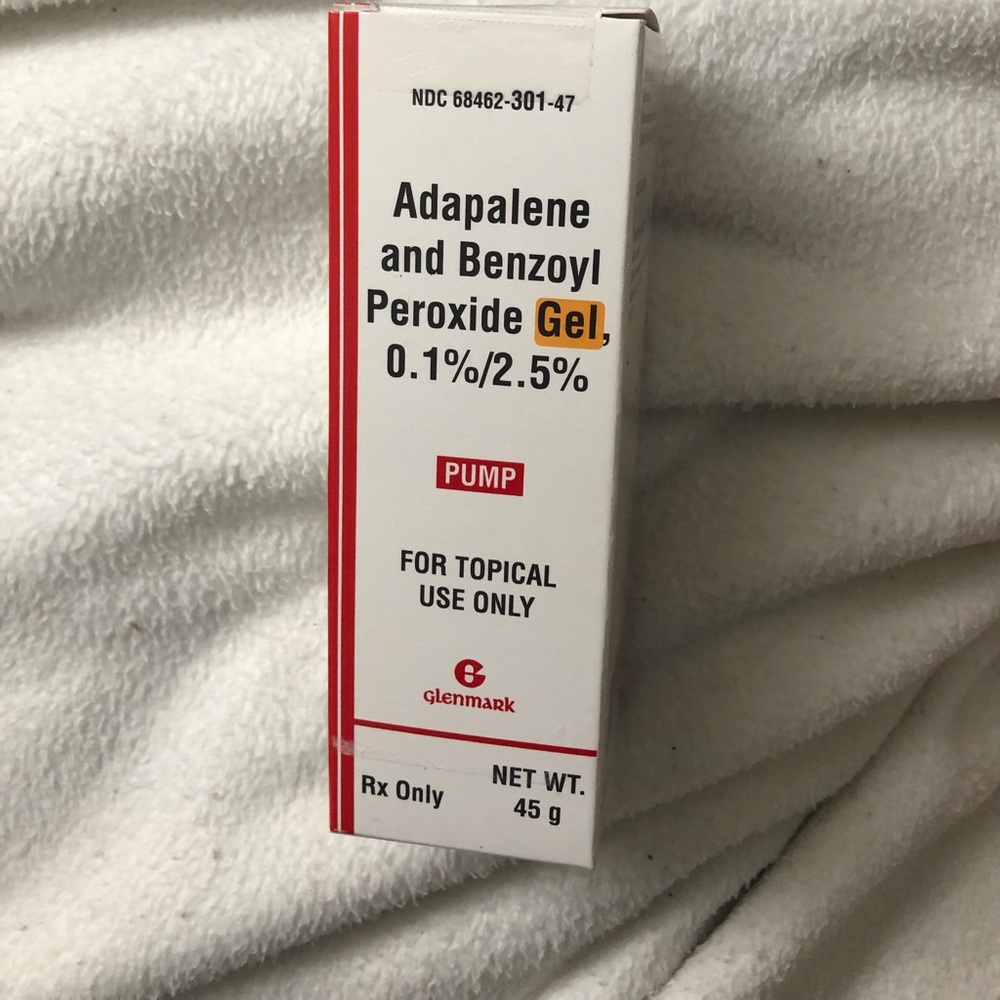 NDC 68462-301-47
Adapalene
and Benzoyl
Peroxide Gel,
0.1%/2.5%
PUMP
FOR TOPICAL
USE ONLY
Glenmark
Rx Only
NET WT.
45 g